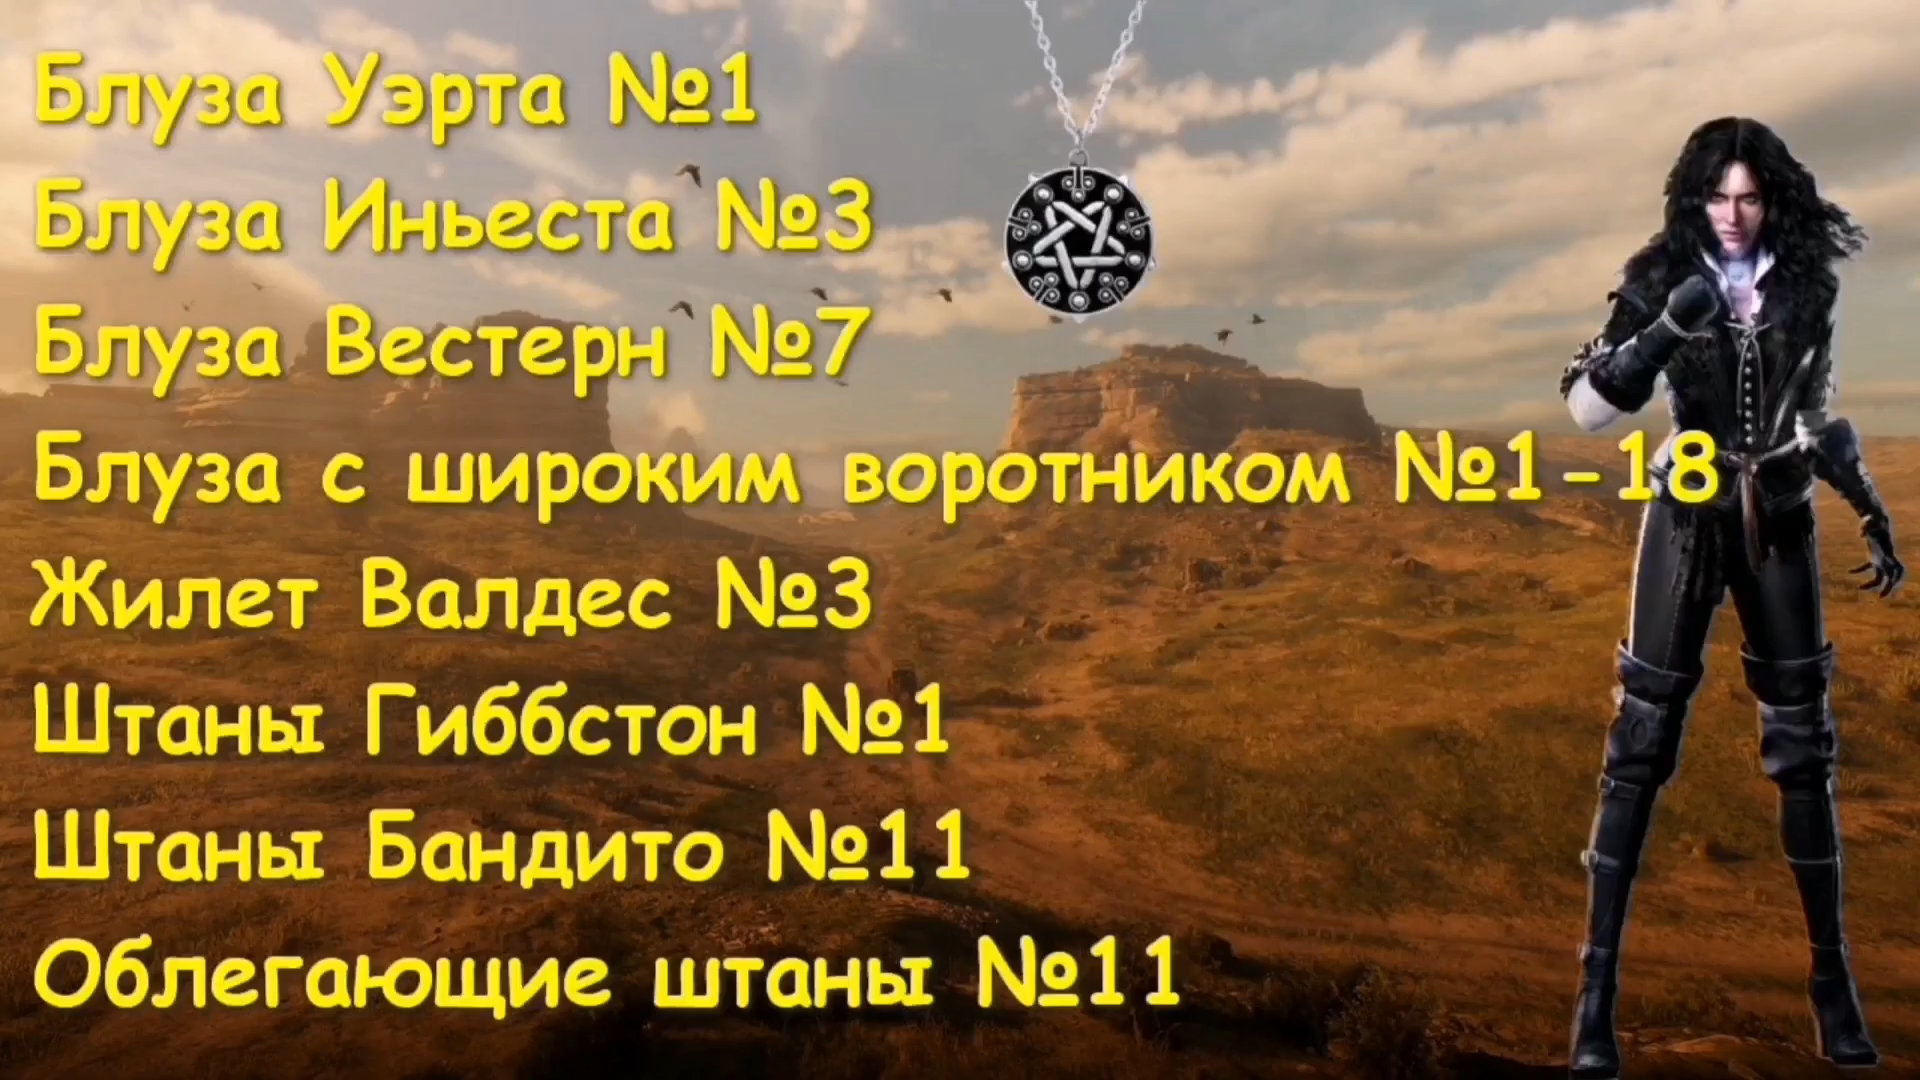 Блуза Уэрта №1
Блуза Иньеста №3
Блуза Вестерн №7
Блуза с широким воротником №1-18
Жилет Валдес №3
Штаны Гиббстон №1
Штаны Бандито №11
Облегающие штаны №11